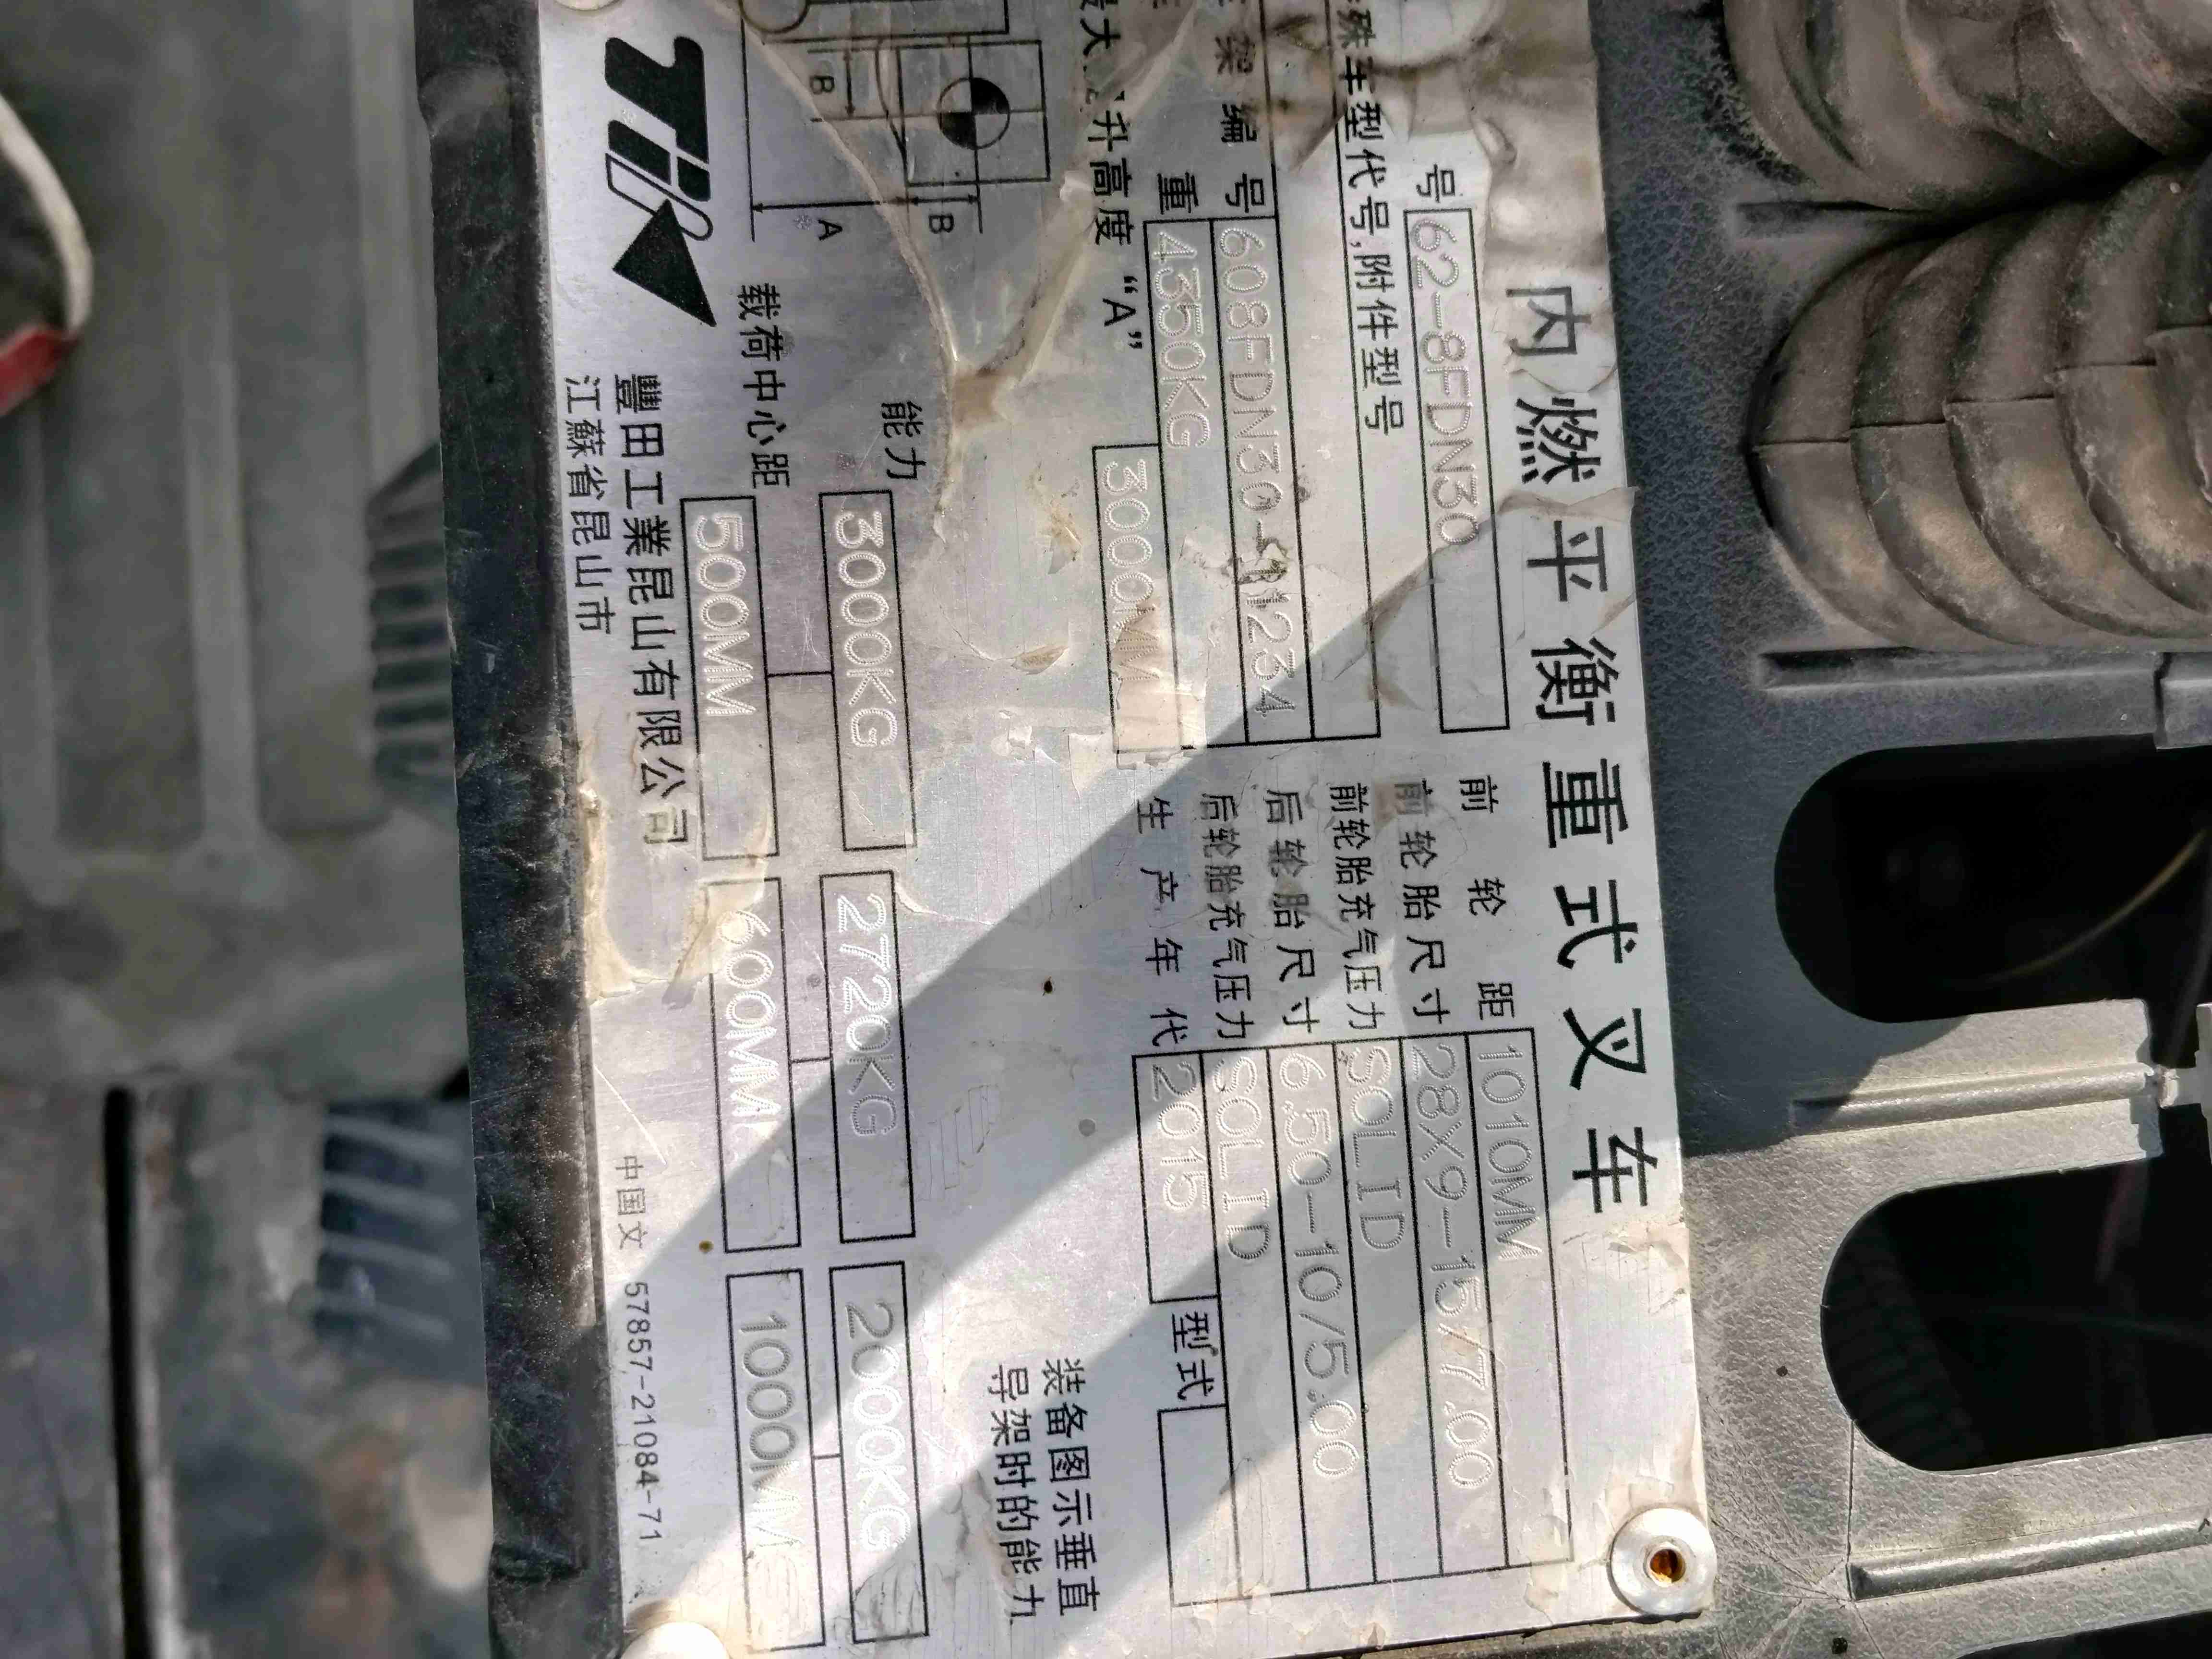 内燃平衡重式叉车
号 62-8FDN30
殊车型代号,附件型号
架编号 608FDN30-
重 4350KG
升高度 “A” 3000MM
前轮距 1010MM
前轮胎尺寸 28X9-15/7.00
前轮胎充气压力 SOLID
后轮胎尺寸 6.50-10/5.00
后轮胎充气压力 SOLID
生产年代 2015 型式
装备图示垂直
导架时的能力
B
B
A
能力 3000KG 2720KG 2000KG
载荷中心距 500MM 600MM 1000MM
豐田工業昆山有限公司
江蘇省昆山市
中国文 57857-21084-71